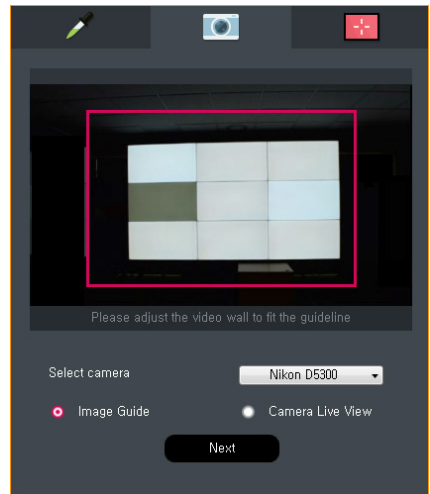 Please adjust the video wall to fit the guideline
Select camera
Nikon D5300
Image Guide
Camera Live View
Next